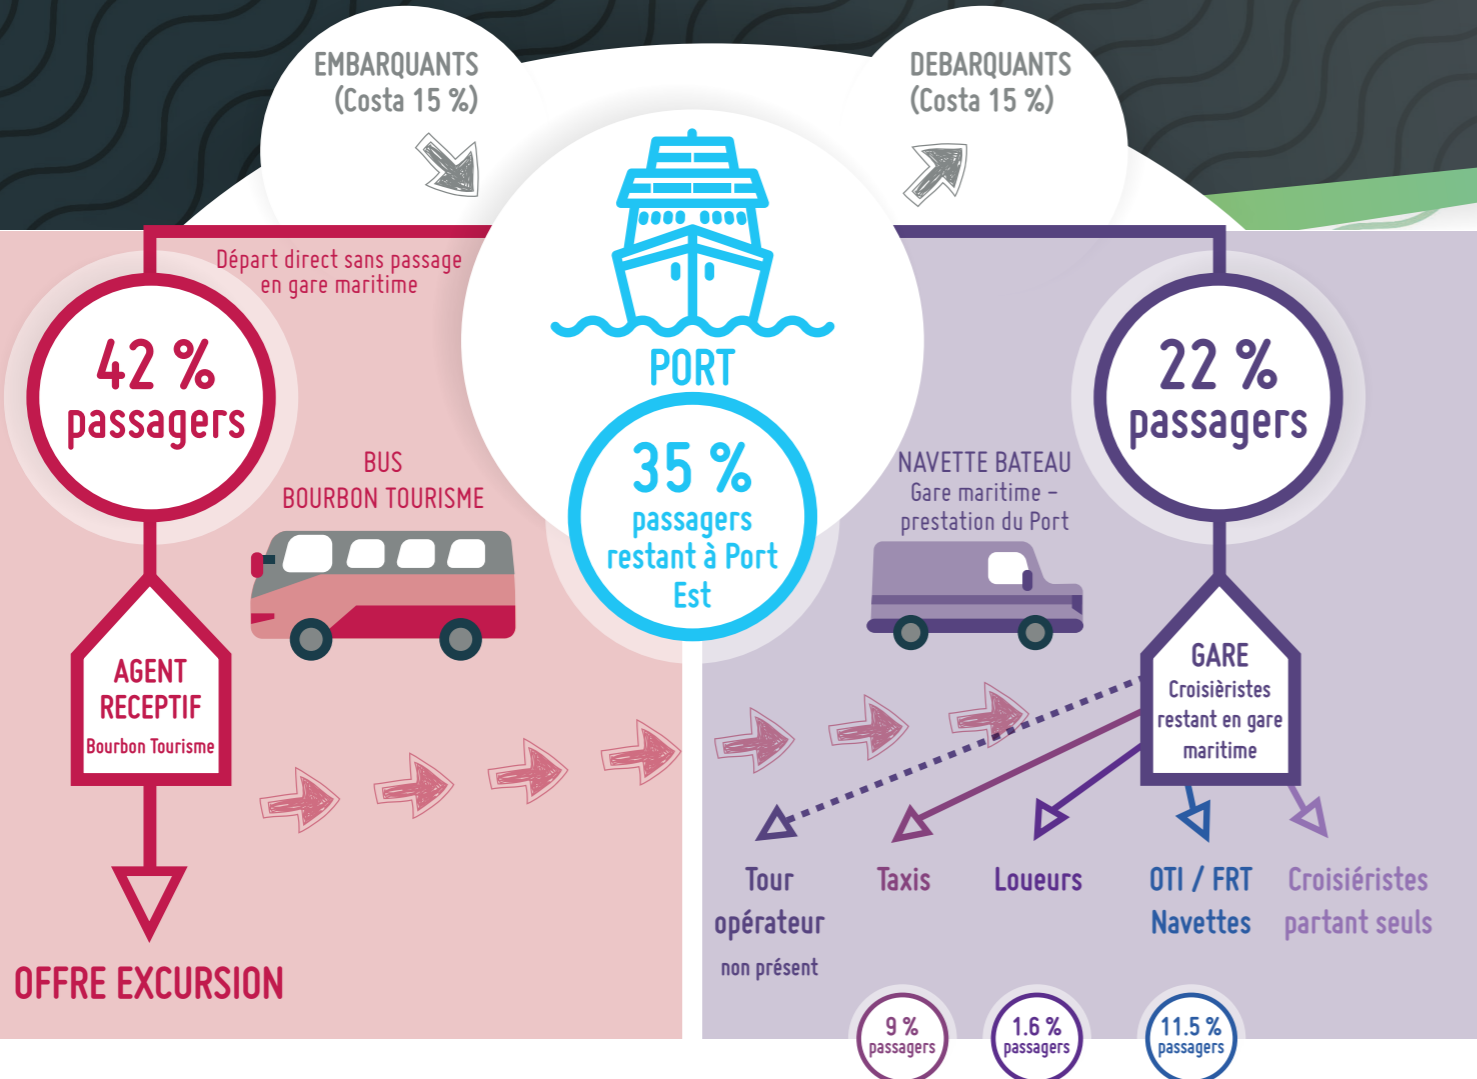 EMBARQUANTS
(Costa 15 %)
DEBARQUANTS
(Costa 15 %)
Départ direct sans passage
en gare maritime
42 %
passagers
BUS
BOURBON TOURISME
AGENT
RECEPTIF
Bourbon Tourisme
OFFRE EXCURSION
PORT
35 %
passagers
restant à Port
Est
22 %
passagers
NAVETTE BATEAU
Gare maritime –
prestation du Port
GARE
Croisièristes
restant en gare
maritime
Tour
opérateur
non présent
Taxis
Loueurs
OTI / FRT
Navettes
Croisiéristes
partant seuls
9 %
passagers
1.6 %
passagers
11.5 %
passagers